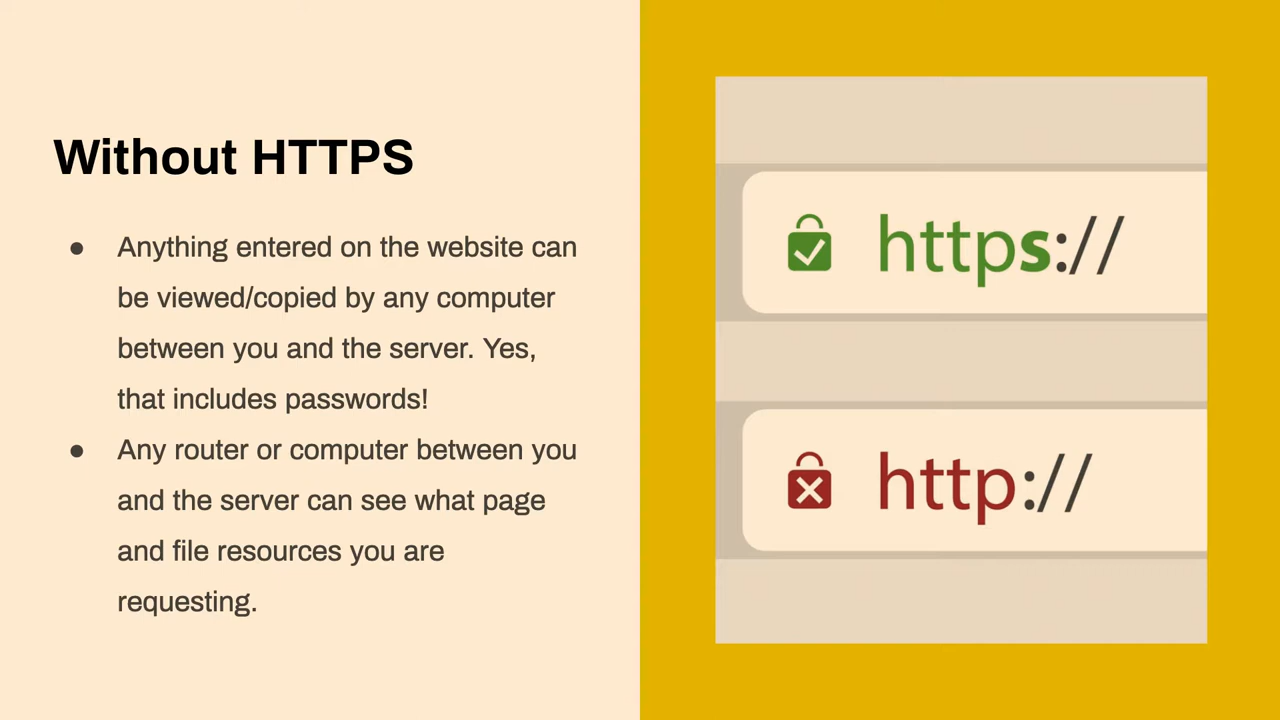 Without HTTPS
● Anything entered on the website can
be viewed/copied by any computer
between you and the server. Yes,
that includes passwords!
● Any router or computer between you
and the server can see what page
and file resources you are
requesting.
https://
http://